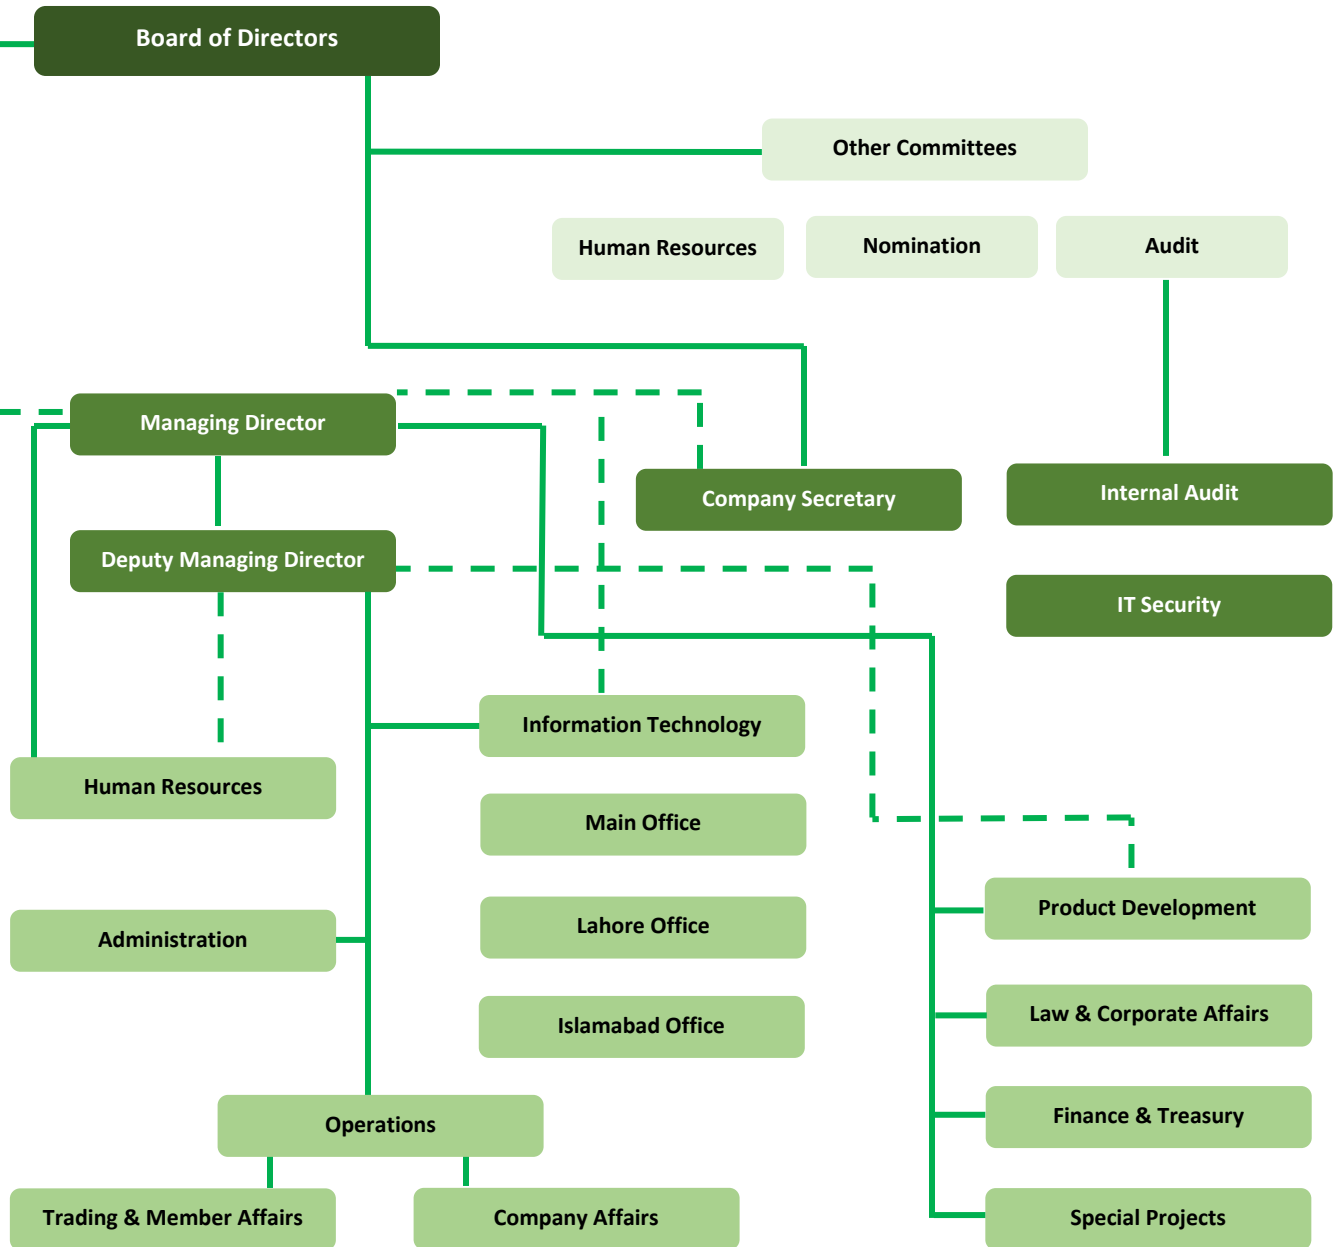 Board of Directors
Other Committees
Human Resources
Nomination
Audit
Managing Director
Company Secretary
Internal Audit
Deputy Managing Director
IT Security
Information Technology
Human Resources
Main Office
Product Development
Lahore Office
Administration
Law & Corporate Affairs
Islamabad Office
Finance & Treasury
Operations
Trading & Member Affairs
Company Affairs
Special Projects